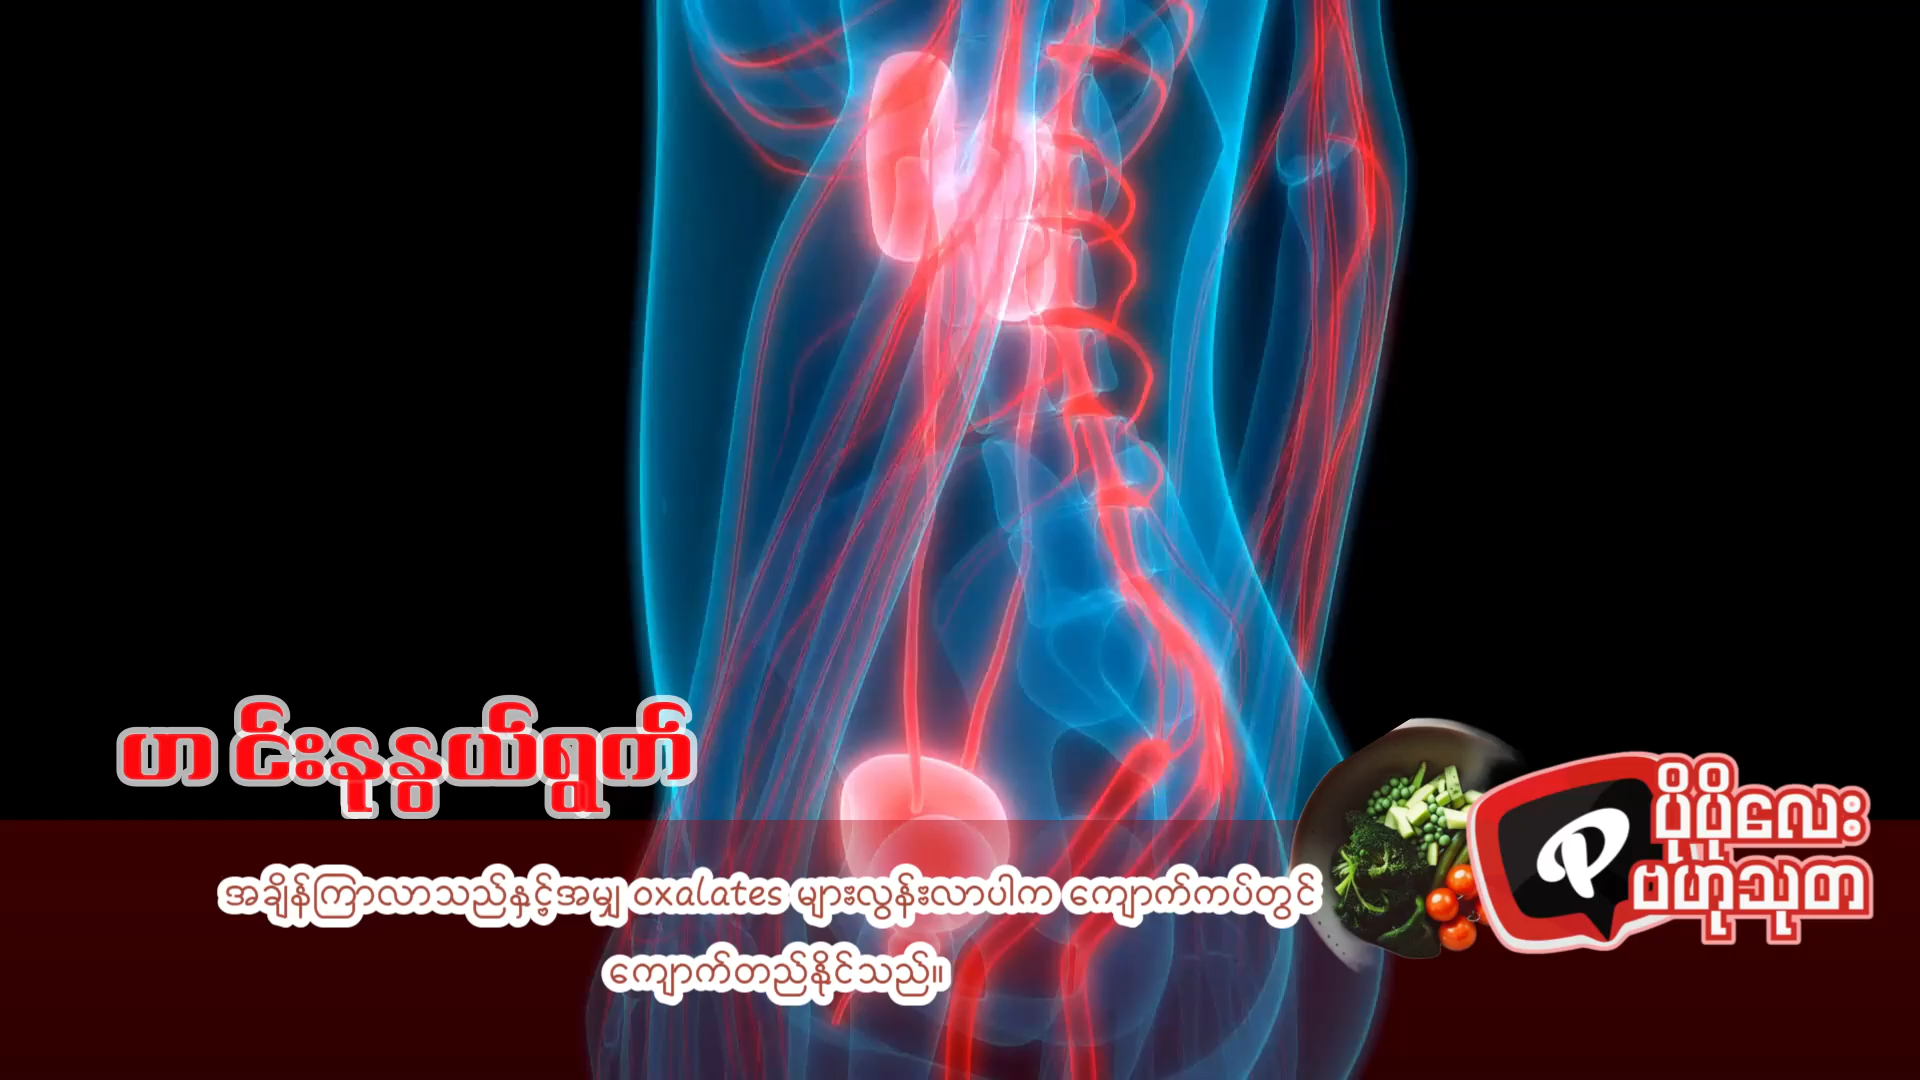 ဟင်းနုနွယ်ရွက်
အချိန်ကြာလာသည်နှင့်အမျှ oxalates များလွန်းလာပါက ကျောက်ကပ်တွင်
ကျောက်တည်နိုင်သည်။
ပိုပိုလေး
ဗဟုသုတ